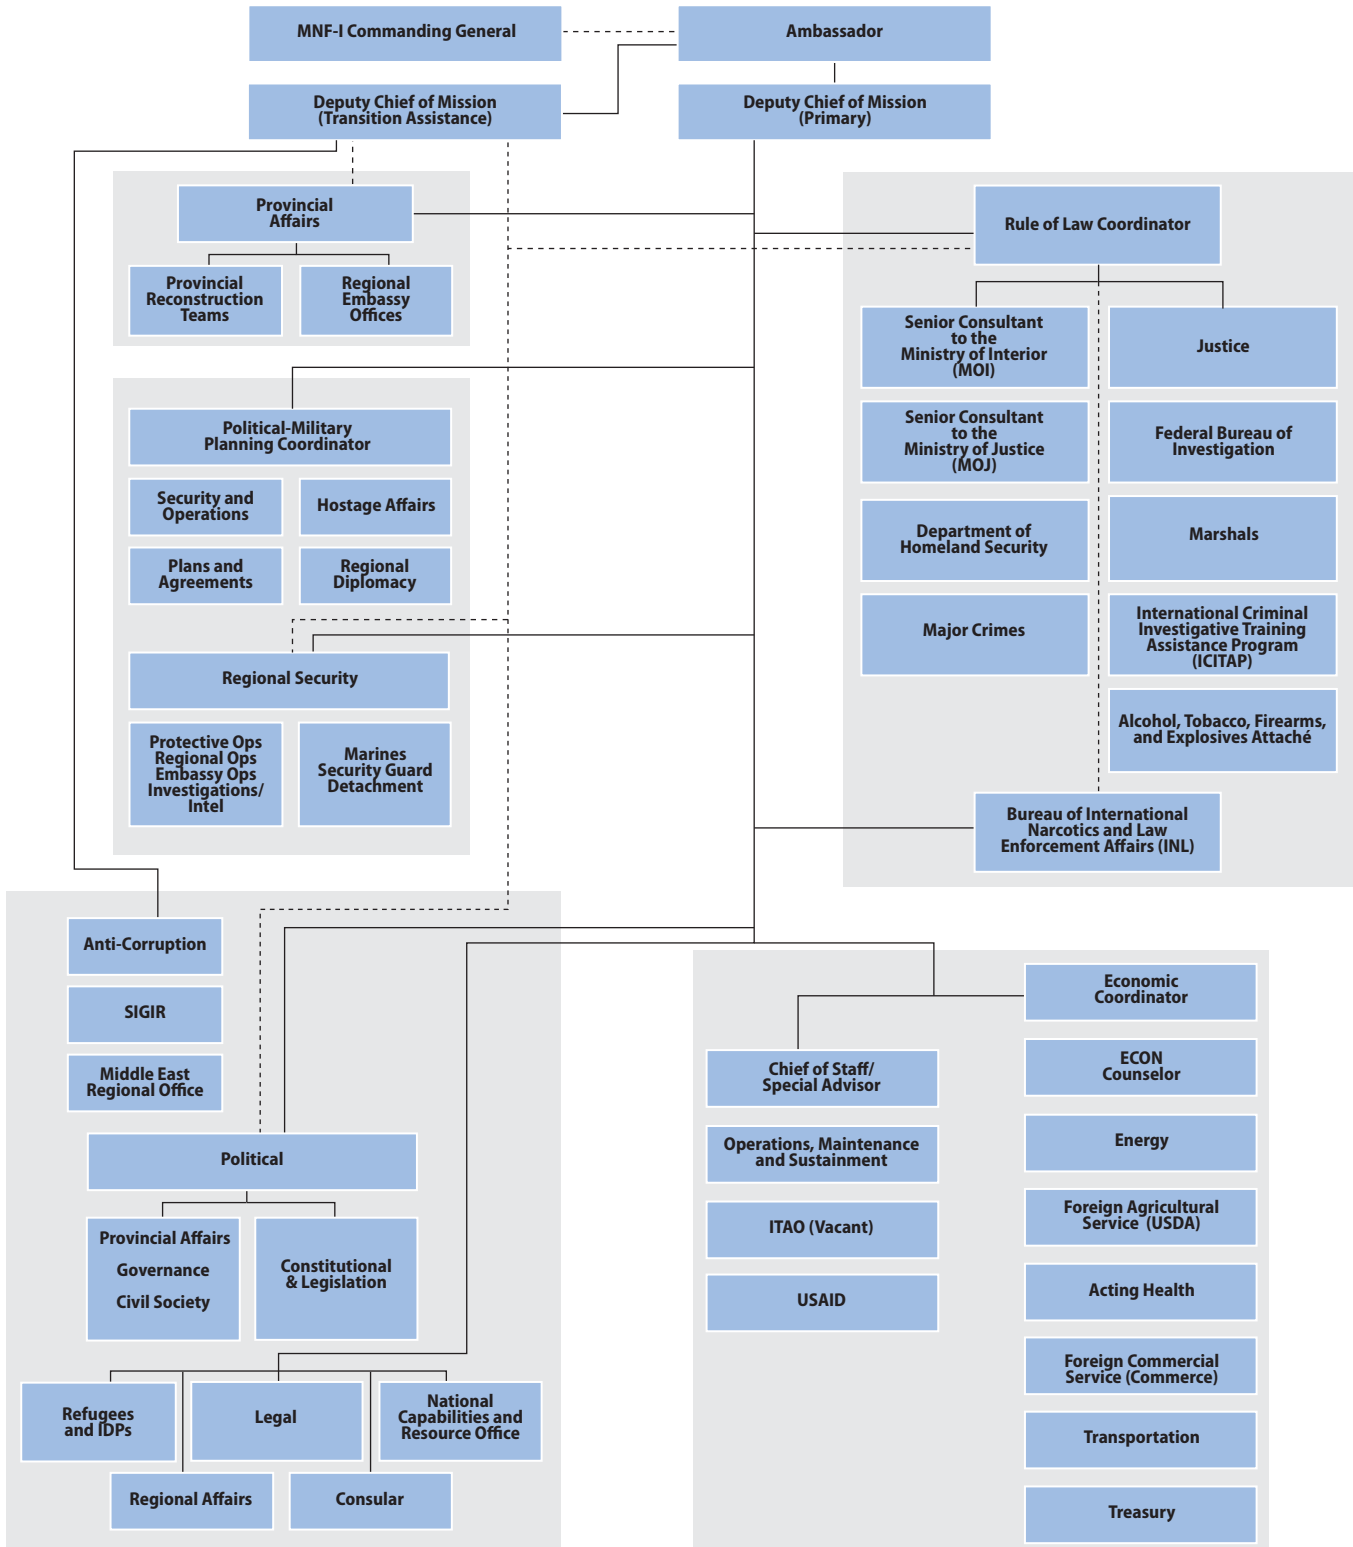 MNF-I Commanding General
Ambassador
Deputy Chief of Mission
(Transition Assistance)
Deputy Chief of Mission
(Primary)
Provincial
Affairs
Provincial
Reconstruction
Teams
Regional
Embassy
Offices
Rule of Law Coordinator
Senior Consultant
to the
Ministry of Interior
(MOI)
Justice
Senior Consultant
to the
Ministry of Justice
(MOJ)
Federal Bureau of
Investigation
Department of
Homeland Security
Marshals
Major Crimes
International Criminal
Investigative Training
Assistance Program
(ICITAP)
Alcohol, Tobacco, Firearms,
and Explosives Attaché
Bureau of International
Narcotics and Law
Enforcement Affairs (INL)
Political-Military
Planning Coordinator
Security and
Operations
Hostage Affairs
Plans and
Agreements
Regional
Diplomacy
Regional Security
Protective Ops
Regional Ops
Embassy Ops
Investigations/
Intel
Marines
Security Guard
Detachment
Anti-Corruption
SIGIR
Middle East
Regional Office
Political
Provincial Affairs
Governance
Civil Society
Constitutional
& Legislation
Refugees
and IDPs
Legal
National
Capabilities and
Resource Office
Regional Affairs
Consular
Chief of Staff/
Special Advisor
Operations, Maintenance
and Sustainment
ITAO (Vacant)
USAID
Economic
Coordinator
ECON
Counselor
Energy
Foreign Agricultural
Service (USDA)
Acting Health
Foreign Commercial
Service (Commerce)
Transportation
Treasury